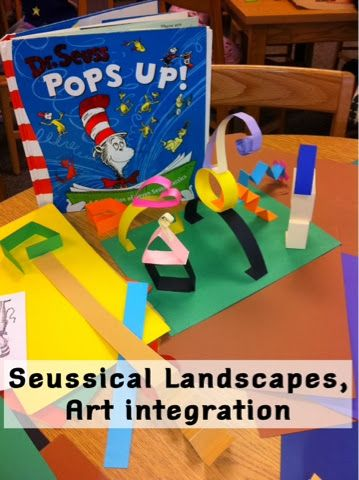 Dr. Seuss
POPS UP!
Seussical Landscapes,
Art integration